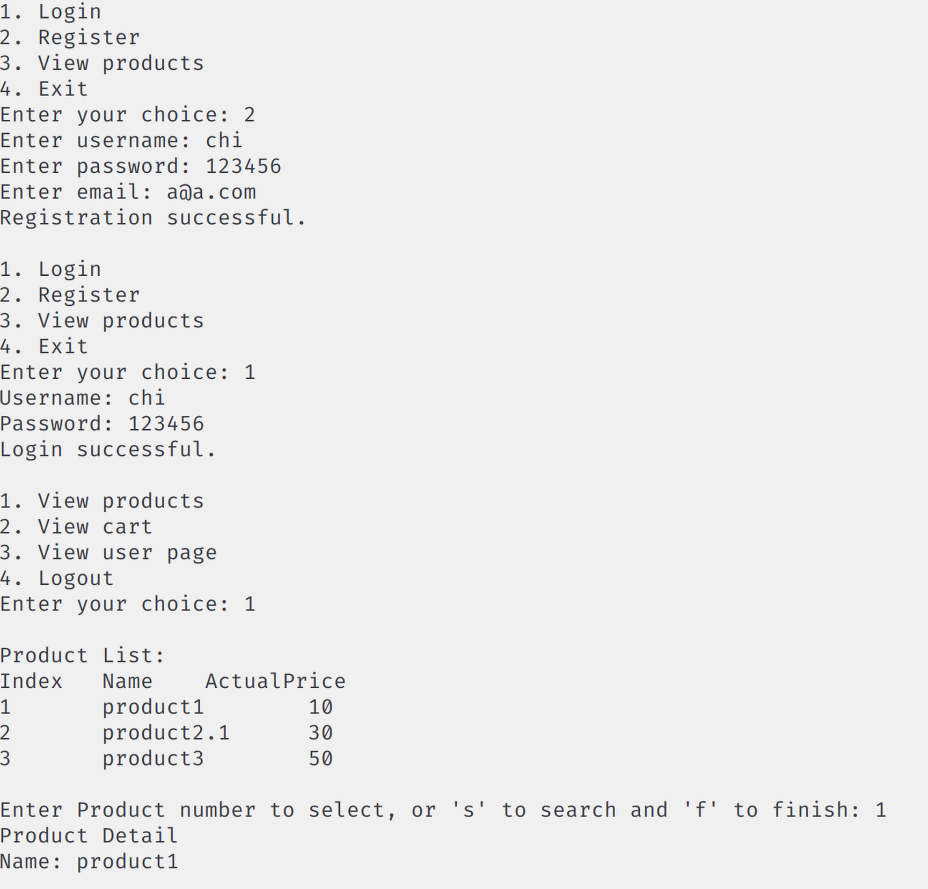 1. Login
2. Register
3. View products
4. Exit
Enter your choice: 2
Enter username: chi
Enter password: 123456
Enter email: a@a.com
Registration successful.
1. Login
2. Register
3. View products
4. Exit
Enter your choice: 1
Username: chi
Password: 123456
Login successful.
1. View products
2. View cart
3. View user page
4. Logout
Enter your choice: 1
Product List:
Index   Name    ActualPrice
1       product1        10
2       product2.1      30
3       product3        50
Enter Product number to select, or 's' to search and 'f' to finish: 1
Product Detail
Name: product1